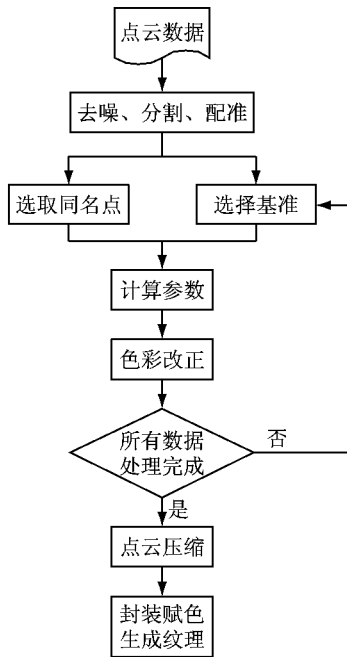 点云数据
去噪、分割、配准
选取同名点
选择基准
计算参数
色彩改正
所有数据
处理完成
否
是
点云压缩
封装赋色
生成纹理